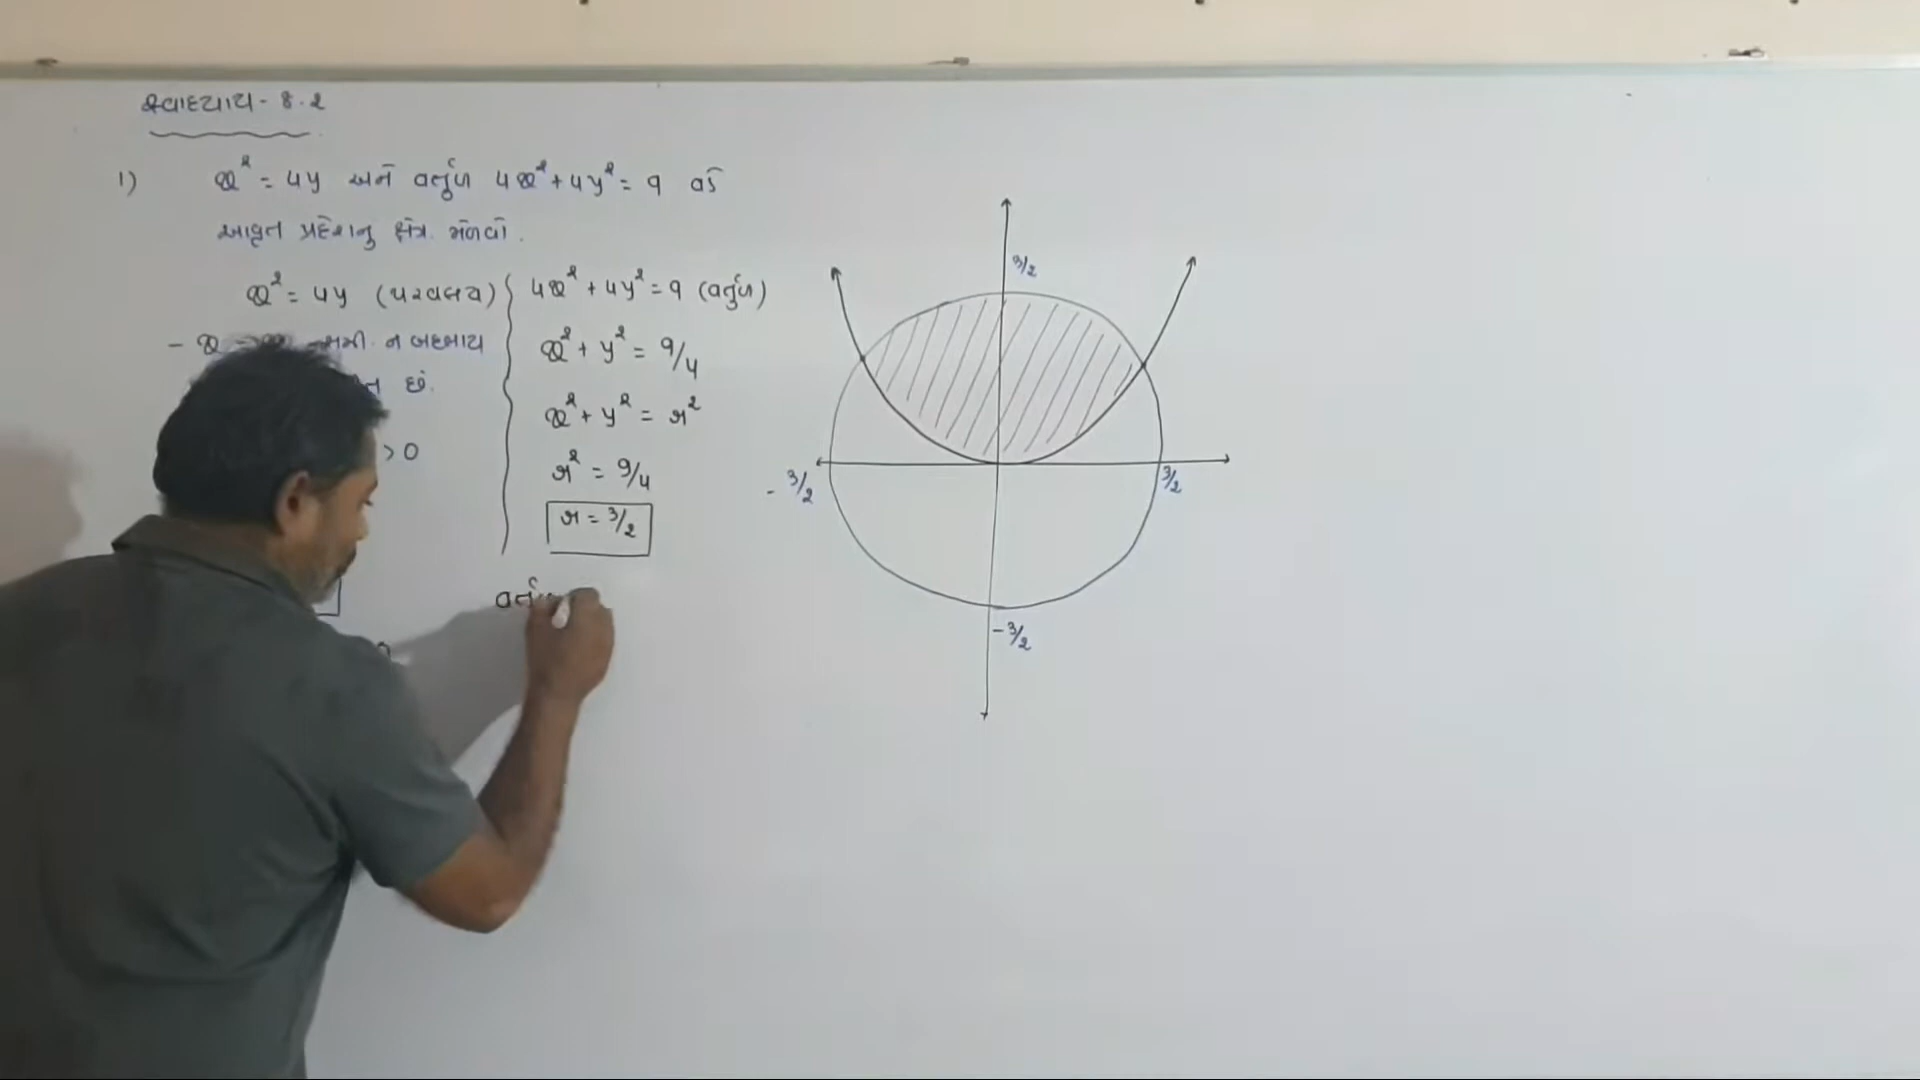 સ્વાધ્યાય - 8.2
1) x² = 4y અને વર્તુળ 4x² + 4y² = 9 વડે
આવૃત પ્રદેશનુ ક્ષેત્ર. મેળવો.
x² = 4y (પરવલય)
- x
ન બદલાય
છે.
> 0
4x² + 4y² = 9 (વર્તુળ)
x² + y² = 9/4
x² + y² = r²
r² = 9/4
r = 3/2
3/2
- 3/2
3/2
- 3/2